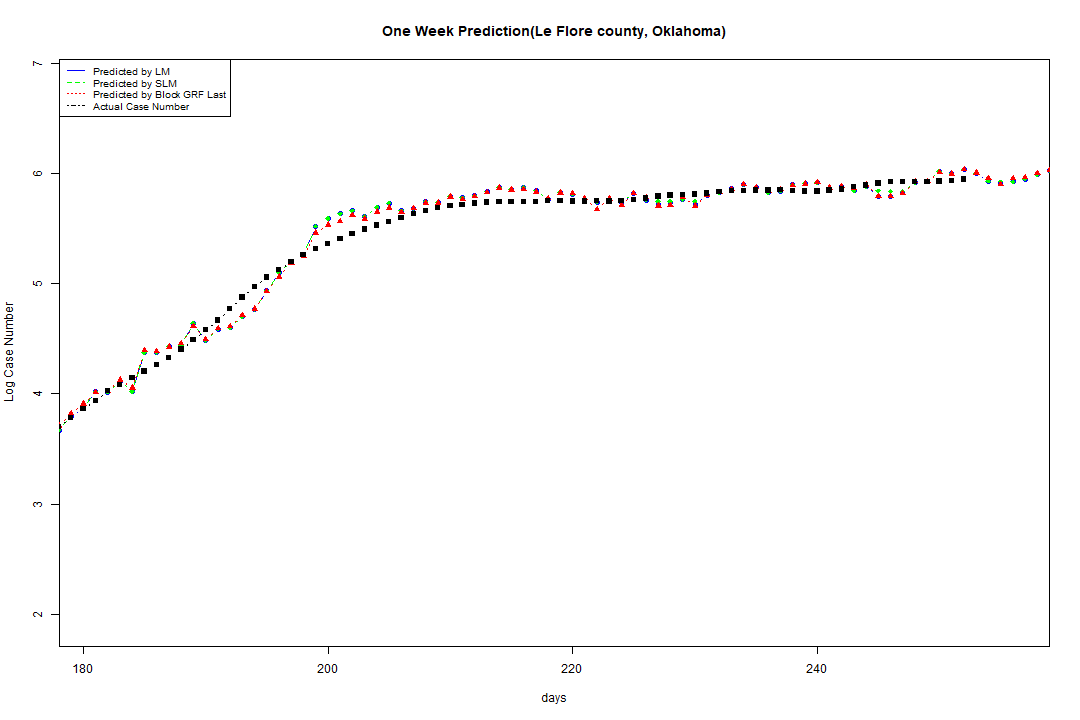 One Week Prediction(Le Flore county, Oklahoma)
7
Predicted by LM
Predicted by SLM
Predicted by Block GRF Last
Actual Case Number
6
5
4
3
2
Log Case Number
180 200 220 240
days